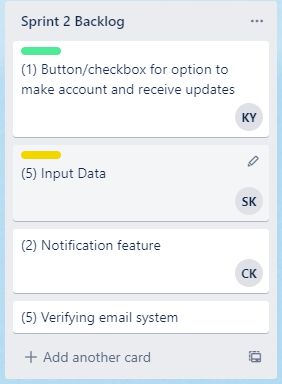 Sprint 2 Backlog
(1) Button/checkbox for option to
make account and receive updates
KY
(5) Input Data
SK
(2) Notification feature
CK
(5) Verifying email system
Add another card